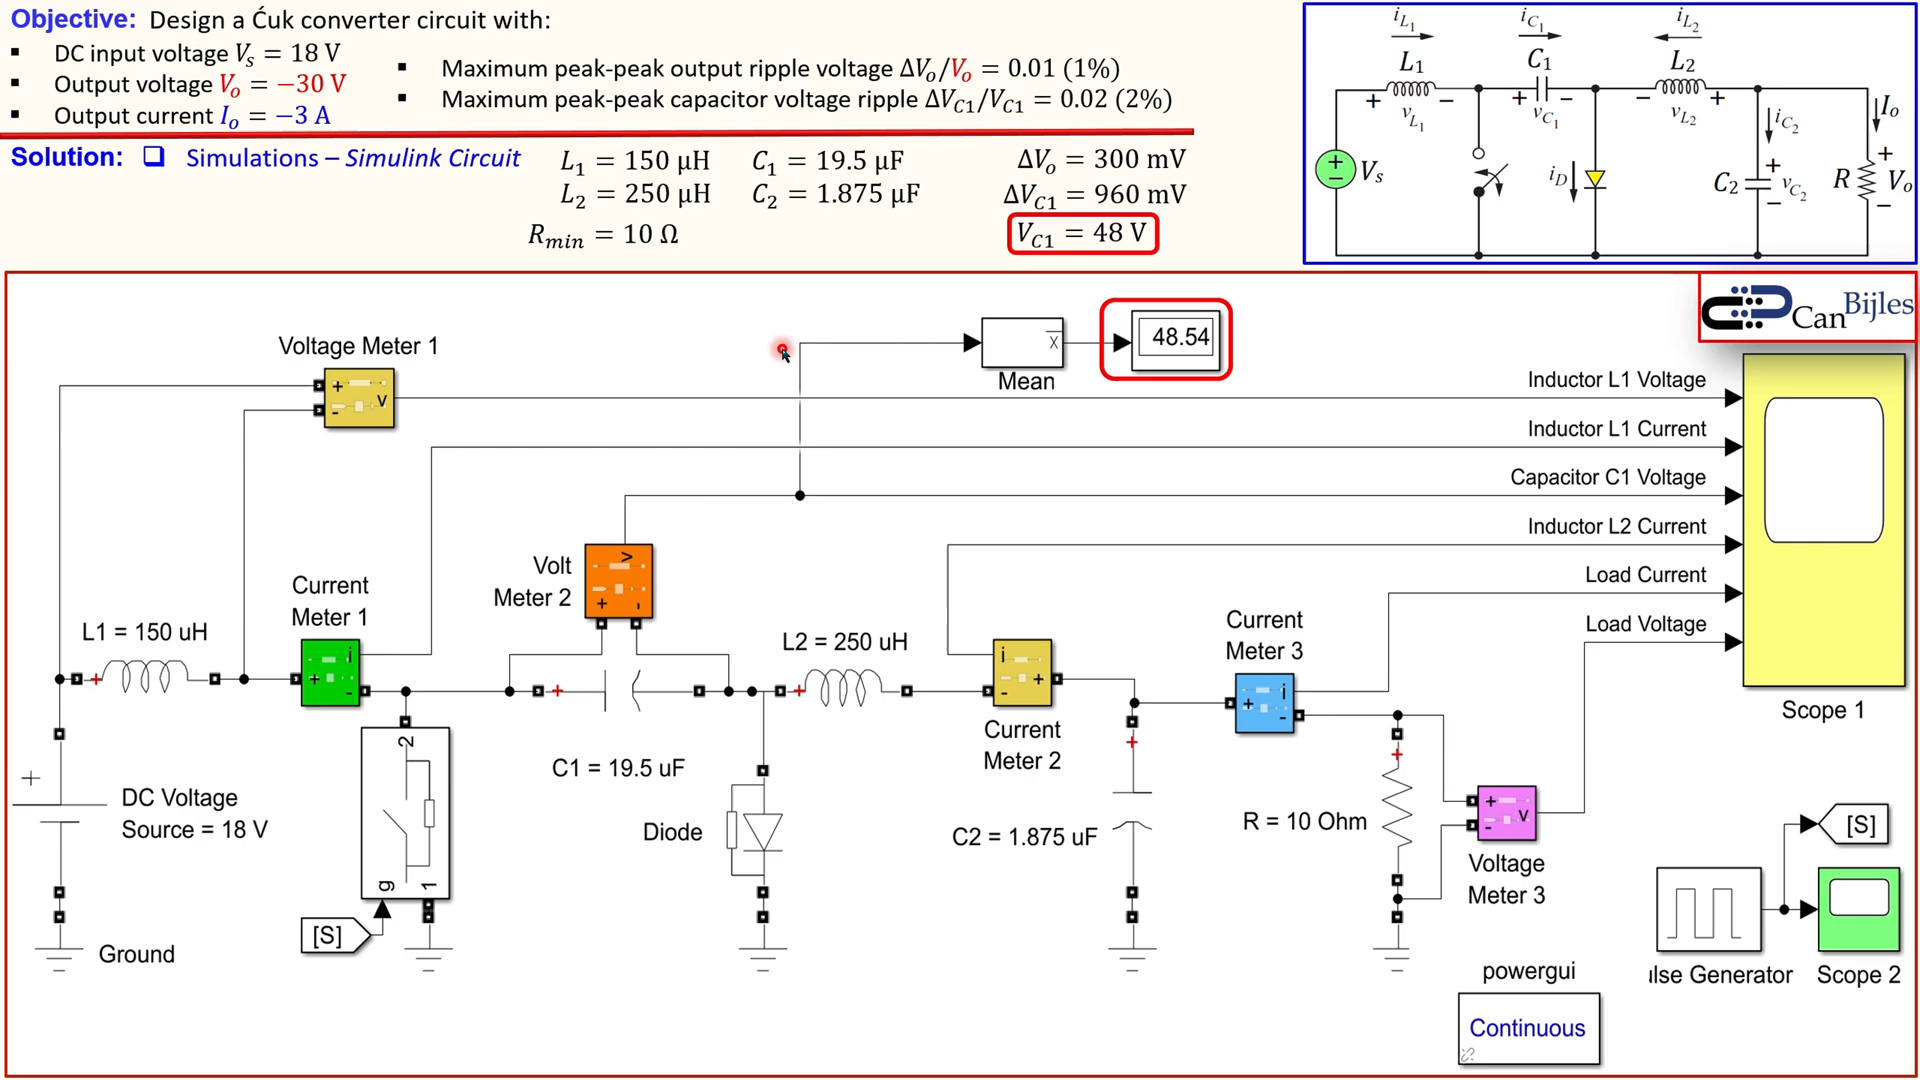 Objective: Design a Ćuk converter circuit with:
▪ DC input voltage Vs = 18 V
▪ Output voltage Vo = −30 V
▪ Output current Io = −3 A
▪ Maximum peak-peak output ripple voltage ΔVo/Vo = 0.01 (1%)
▪ Maximum peak-peak capacitor voltage ripple ΔVC1/VC1 = 0.02 (2%)
Solution: ❑ Simulations – Simulink Circuit
L1 = 150 µH C1 = 19.5 µF ΔVo = 300 mV
L2 = 250 µH C2 = 1.875 µF ΔVC1 = 960 mV
Rmin = 10 Ω VC1 = 48 V
iL1 iC1 iL2
L1 C1 L2
+ − + − − +
vL1 vC1 vL2
iC2 Io
Vs + − iD C2 + vC2 − R + Vo −
CanBijles
Voltage Meter 1
+ - v
Mean
x
48.54
Inductor L1 Voltage
Inductor L1 Current
Capacitor C1 Voltage
Inductor L2 Current
Load Current
Load Voltage
Scope 1
Volt
Meter 2
v + -
Current
Meter 1
i + -
L1 = 150 uH
+
L2 = 250 uH
+
i + -
Current
Meter 2
Current
Meter 3
i + -
C1 = 19.5 uF
+
DC Voltage
Source = 18 V
+
2
g 1
[S]
Ground
Diode
C2 = 1.875 uF
+
R = 10 Ohm
+
+ - v
Voltage
Meter 3
[S]
lse Generator
Scope 2
powergui
Continuous